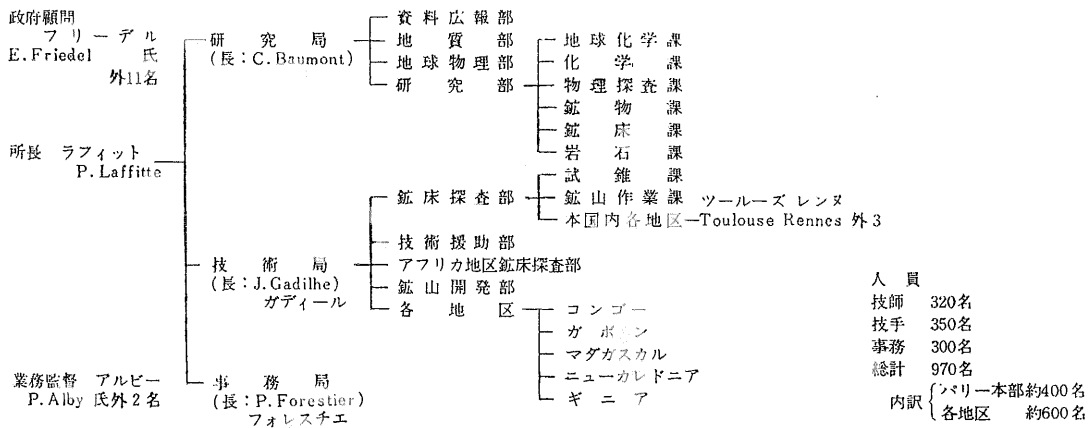 政府顧問
フリーデル
E.Friedel 氏
外11名
所長 ラフィット
P.Laffitte
業務監督 アルビー
P.Alby 氏外2名
研究局
(長:C.Baumont)
資料広報部
地質部
地球物理部
研究部
地球化学課
化学課
物理探査課
鉱物課
鉱床課
岩石課
技術局
(長:J.Gadilhe)
ガディール
鉱床探査部
試錐課
鉱山作業課
本国内各地区
ツールーズ レンヌ
Toulouse Rennes 外3
技術援助部
アフリカ地区鉱床探査部
鉱山開発部
各地区
コンゴー
ガボン
マダガスカル
ニューカレドニア
ギニア
事務局
(長:P.Forestier)
フォレスチエ
人員
技師 320名
技手 350名
事務 300名
総計 970名
内訳 パリー本部約400名
各地区 約600名